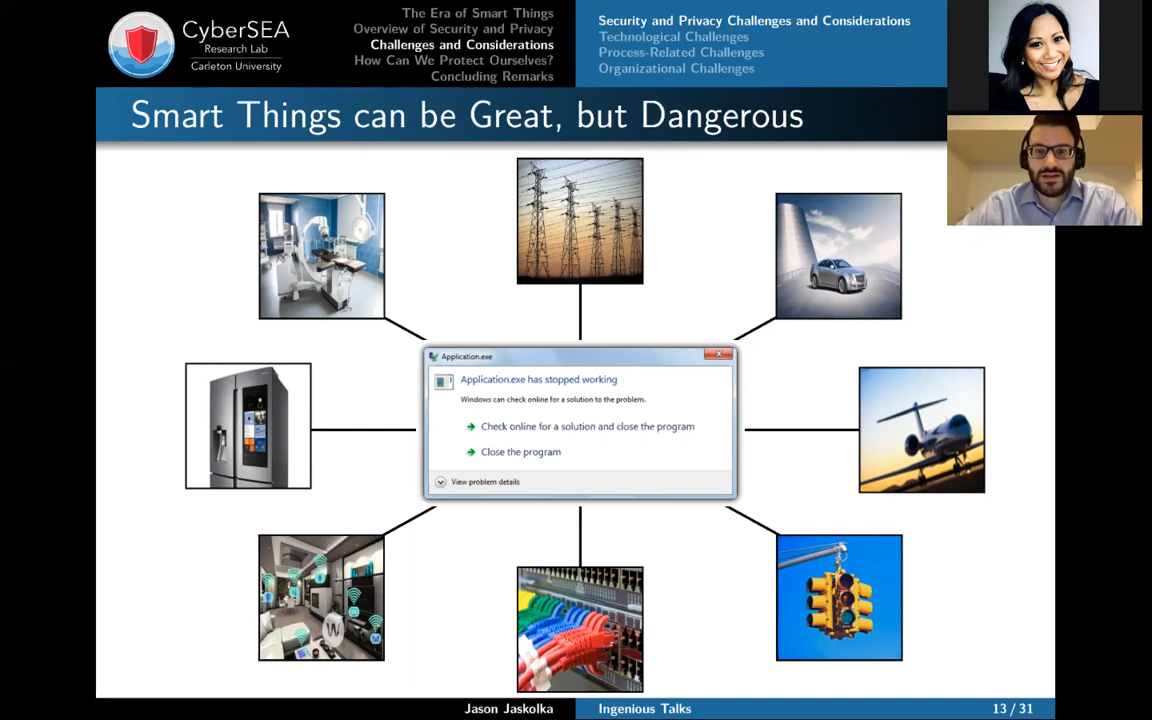 CyberSEA
Research Lab
Carleton University
The Era of Smart Things
Overview of Security and Privacy
Challenges and Considerations
How Can We Protect Ourselves?
Concluding Remarks
Security and Privacy Challenges and Considerations
Technological Challenges
Process-Related Challenges
Organizational Challenges
Smart Things can be Great, but Dangerous
Application.exe
Application.exe has stopped working
Windows can check online for a solution to the problem.
Check online for a solution and close the program
Close the program
View problem details
W
Jason Jaskolka
Ingenious Talks
13 / 31